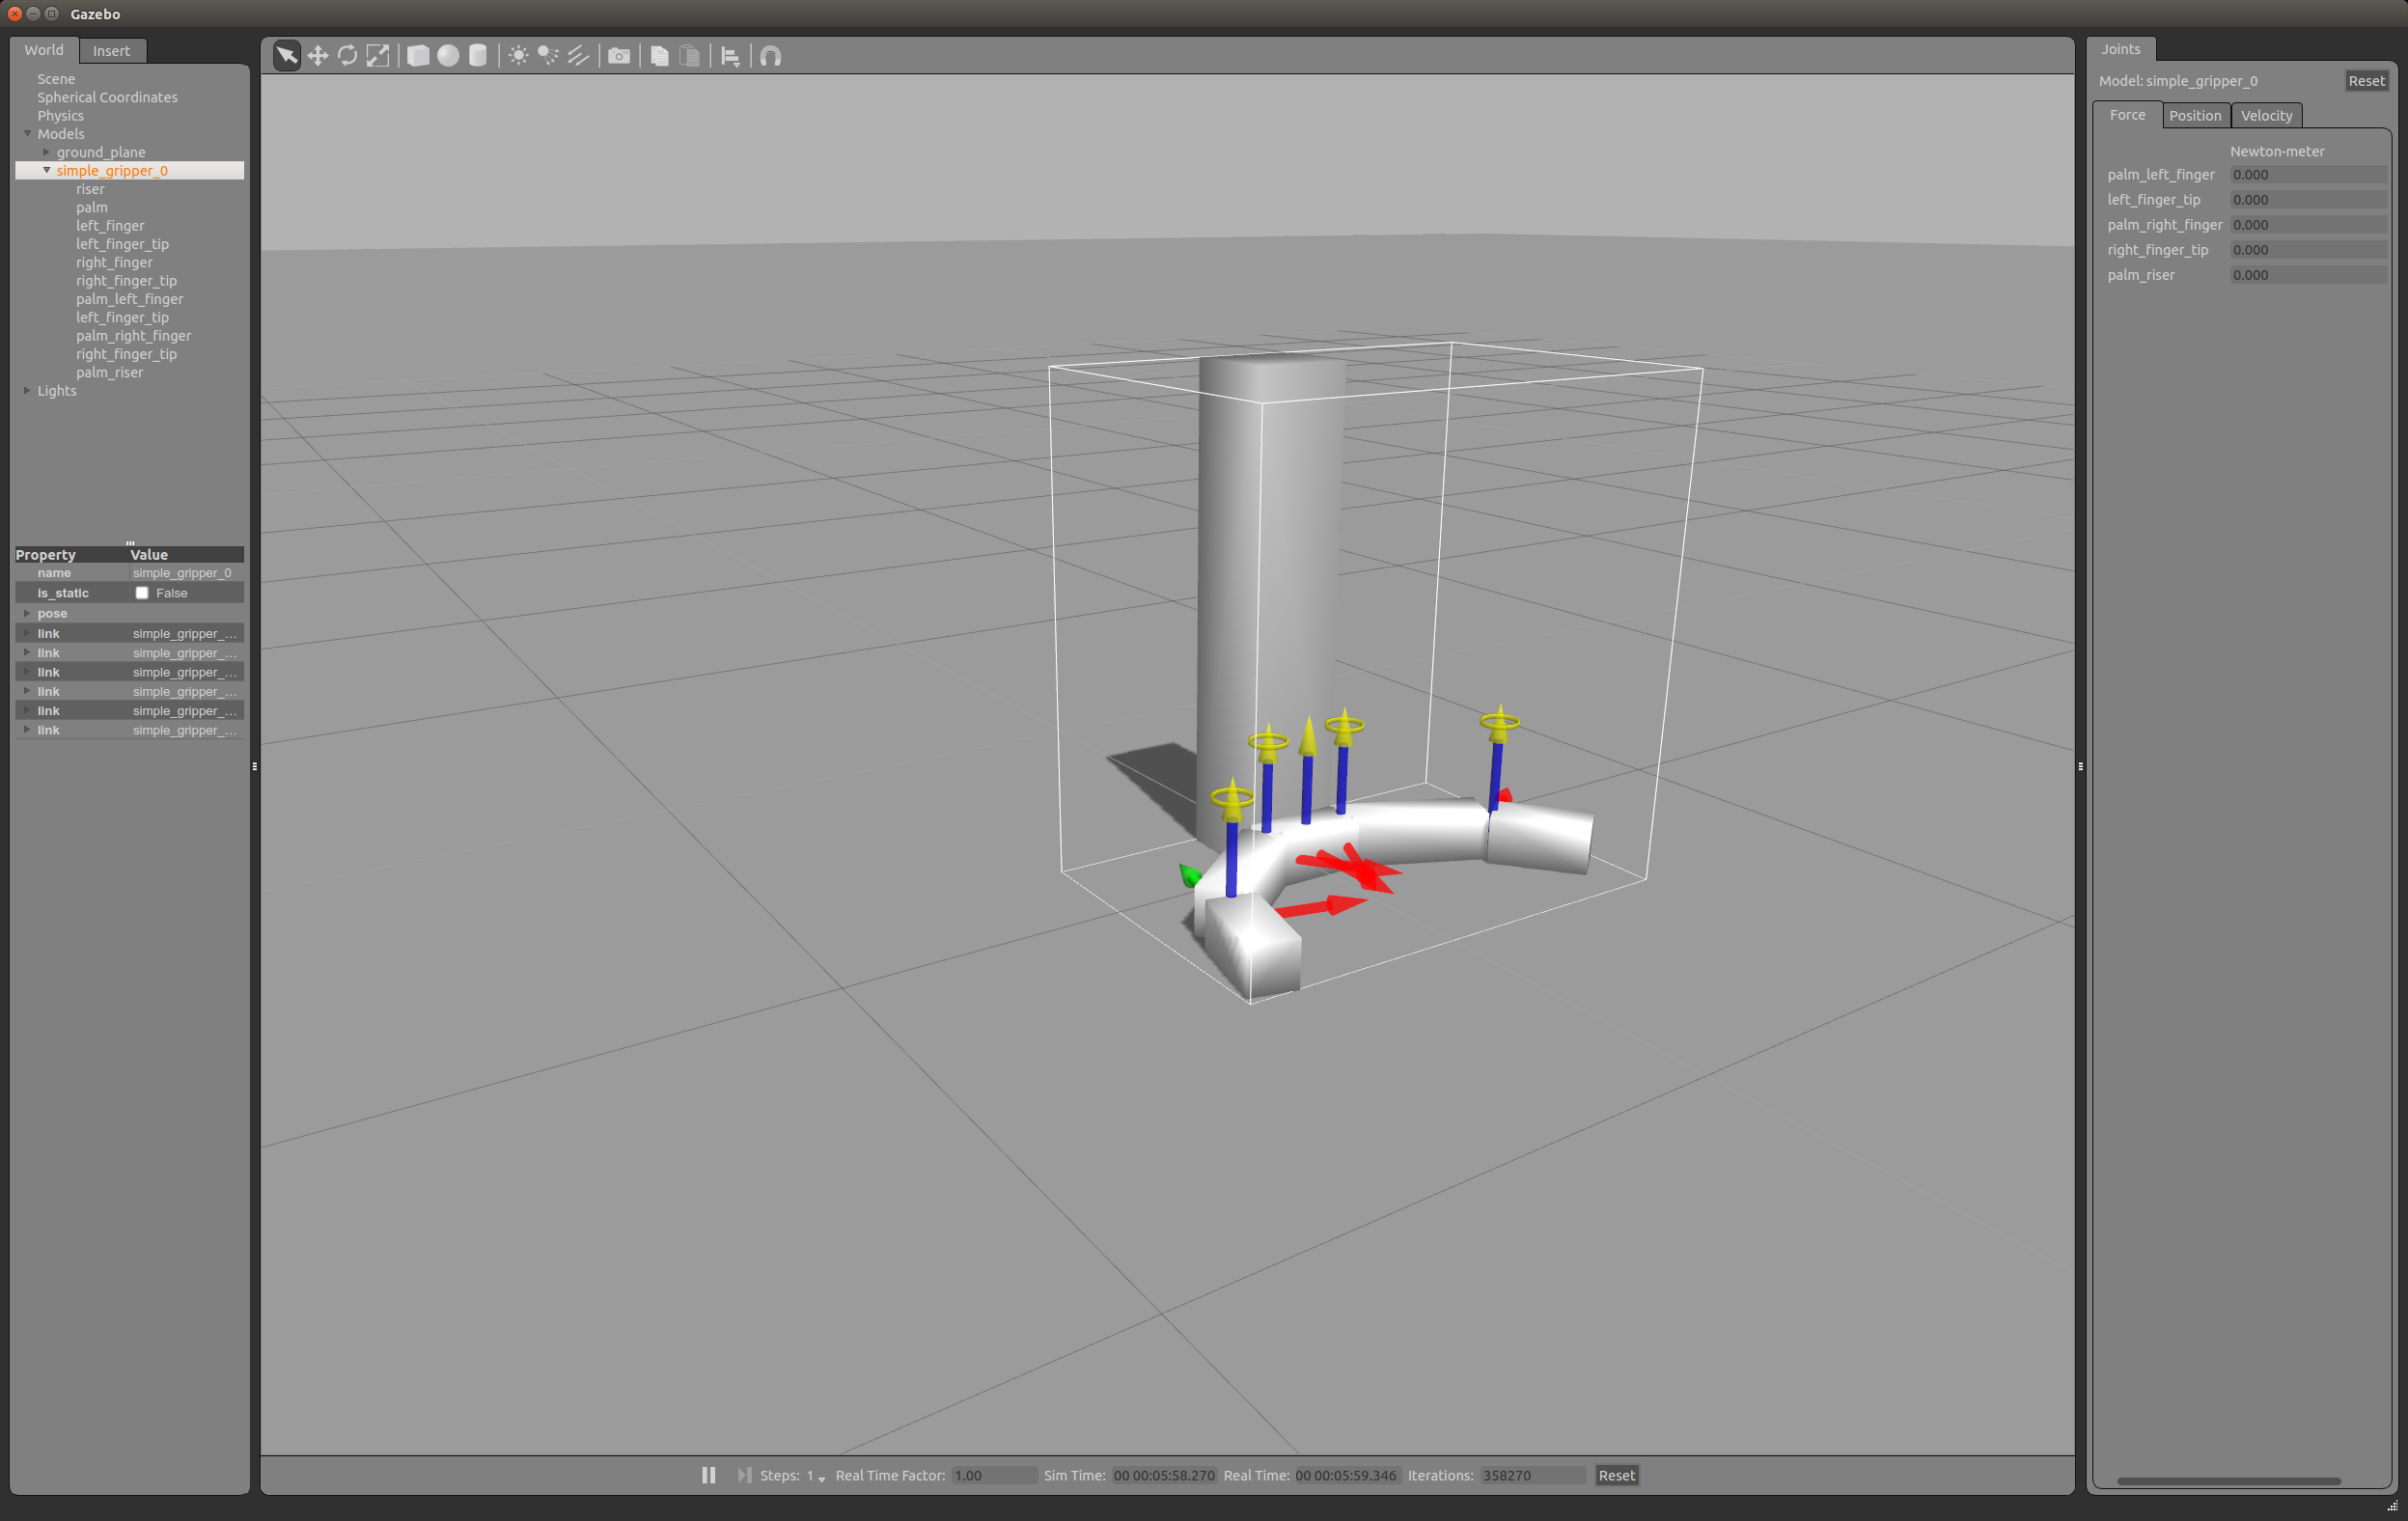 Gazebo
World Insert
Scene
Spherical Coordinates
Physics
Models
ground_plane
simple_gripper_0
riser
palm
left_finger
left_finger_tip
right_finger
right_finger_tip
palm_left_finger
left_finger_tip
palm_right_finger
right_finger_tip
palm_riser
Lights
Property Value
name simple_gripper_0
is_static False
pose
link simple_gripper_...
link simple_gripper_...
link simple_gripper_...
link simple_gripper_...
link simple_gripper_...
link simple_gripper_...
Steps: 1 Real Time Factor: 1.00 Sim Time: 00 00:05:58.270 Real Time: 00 00:05:59.346 Iterations: 358270 Reset
Joints
Model: simple_gripper_0 Reset
Force Position Velocity
Newton-meter
palm_left_finger 0.000
left_finger_tip 0.000
palm_right_finger 0.000
right_finger_tip 0.000
palm_riser 0.000